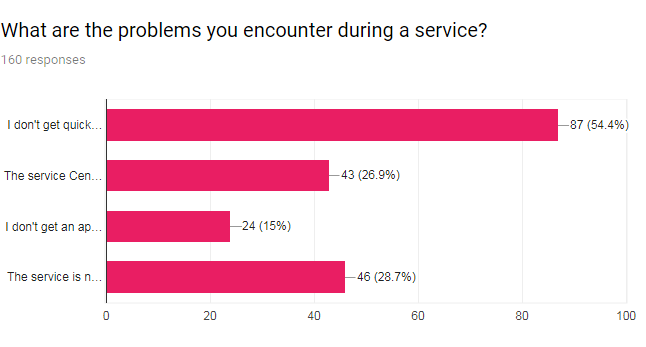 What are the problems you encounter during a service?
160 responses
I don't get quick...
87 (54.4%)
The service Cen...
43 (26.9%)
I don't get an ap...
24 (15%)
The service is n...
46 (28.7%)
0 20 40 60 80 100